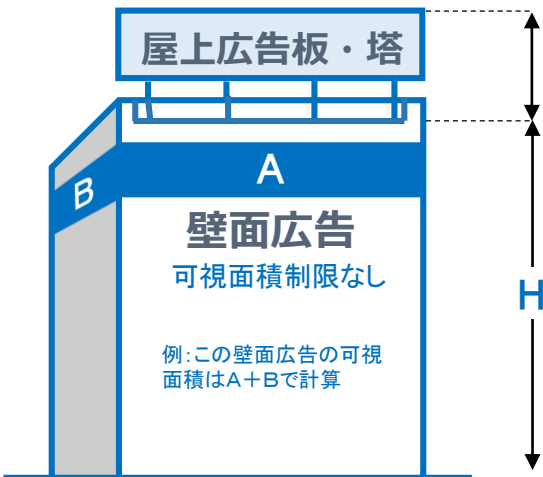 屋上広告板・塔
A
B
壁面広告
可視面積制限なし
H
例：この壁面広告の可視
面積はA＋Bで計算